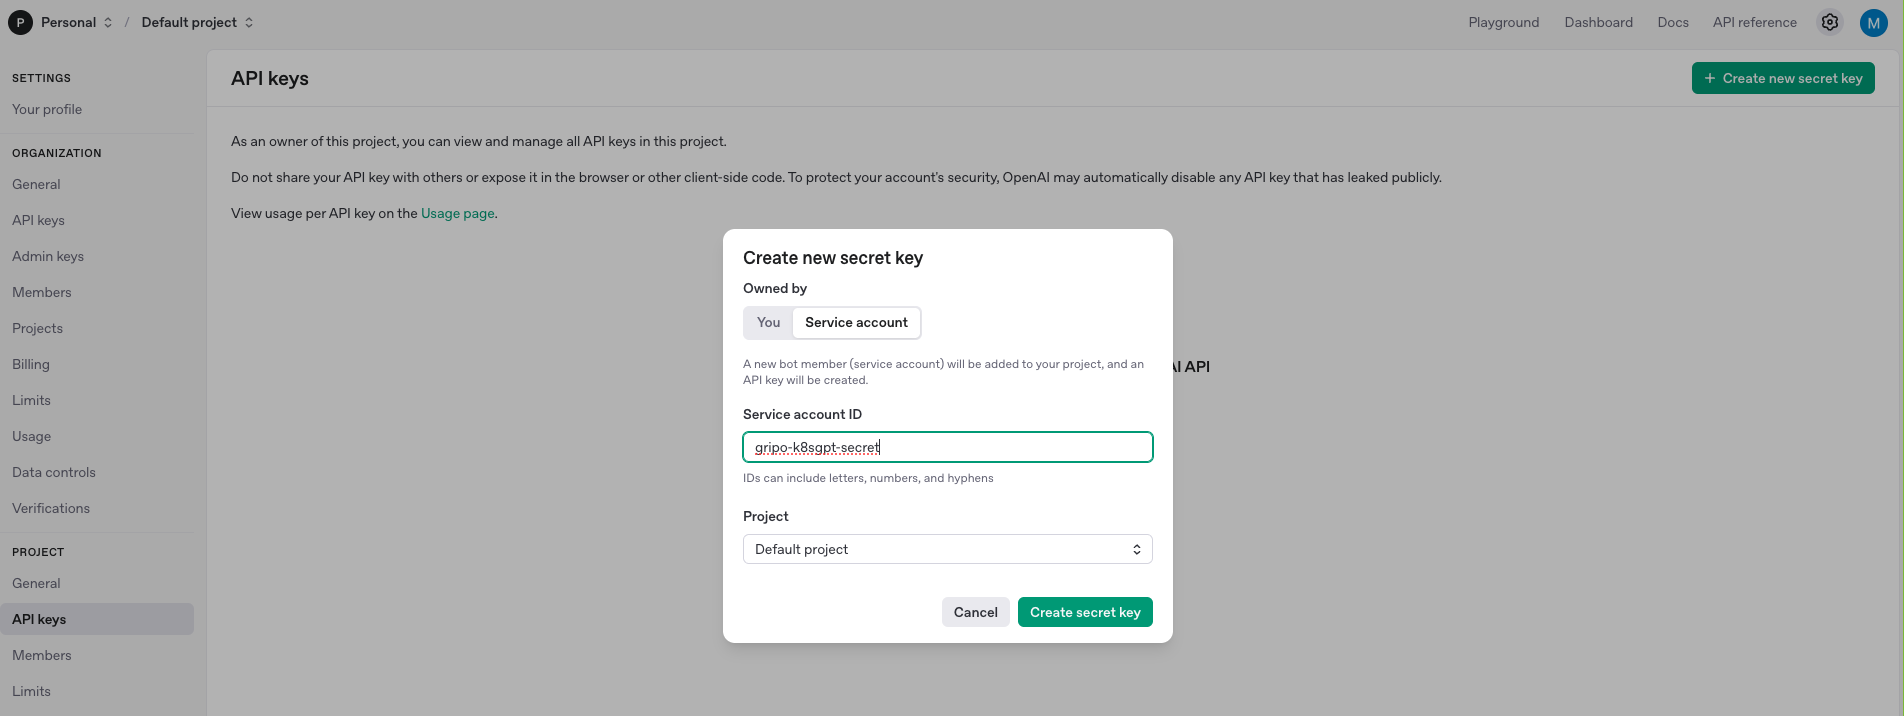 P Personal / Default project
Playground Dashboard Docs API reference M
SETTINGS
Your profile
ORGANIZATION
General
API keys
Admin keys
Members
Projects
Billing
Limits
Usage
Data controls
Verifications
PROJECT
General
API keys
Members
Limits
API keys
+ Create new secret key
As an owner of this project, you can view and manage all API keys in this project.
Do not share your API key with others or expose it in the browser or other client-side code. To protect your account's security, OpenAI may automatically disable any API key that has leaked publicly.
View usage per API key on the Usage page.
AI API
Create new secret key
Owned by
You Service account
A new bot member (service account) will be added to your project, and an
API key will be created.
Service account ID
gripo-k8sgpt-secret
IDs can include letters, numbers, and hyphens
Project
Default project
Cancel Create secret key